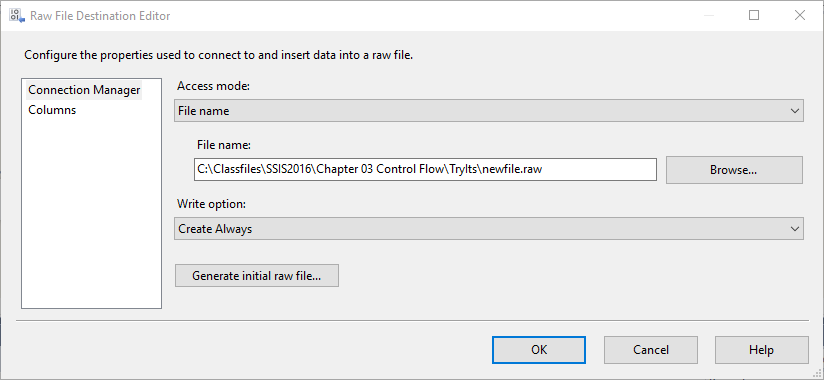 Raw File Destination Editor
Configure the properties used to connect to and insert data into a raw file.
Connection Manager
Columns
Access mode:
File name
File name:
C:\Classfiles\SSIS2016\Chapter 03 Control Flow\TryIts\newfile.raw
Browse...
Write option:
Create Always
Generate initial raw file...
OK
Cancel
Help